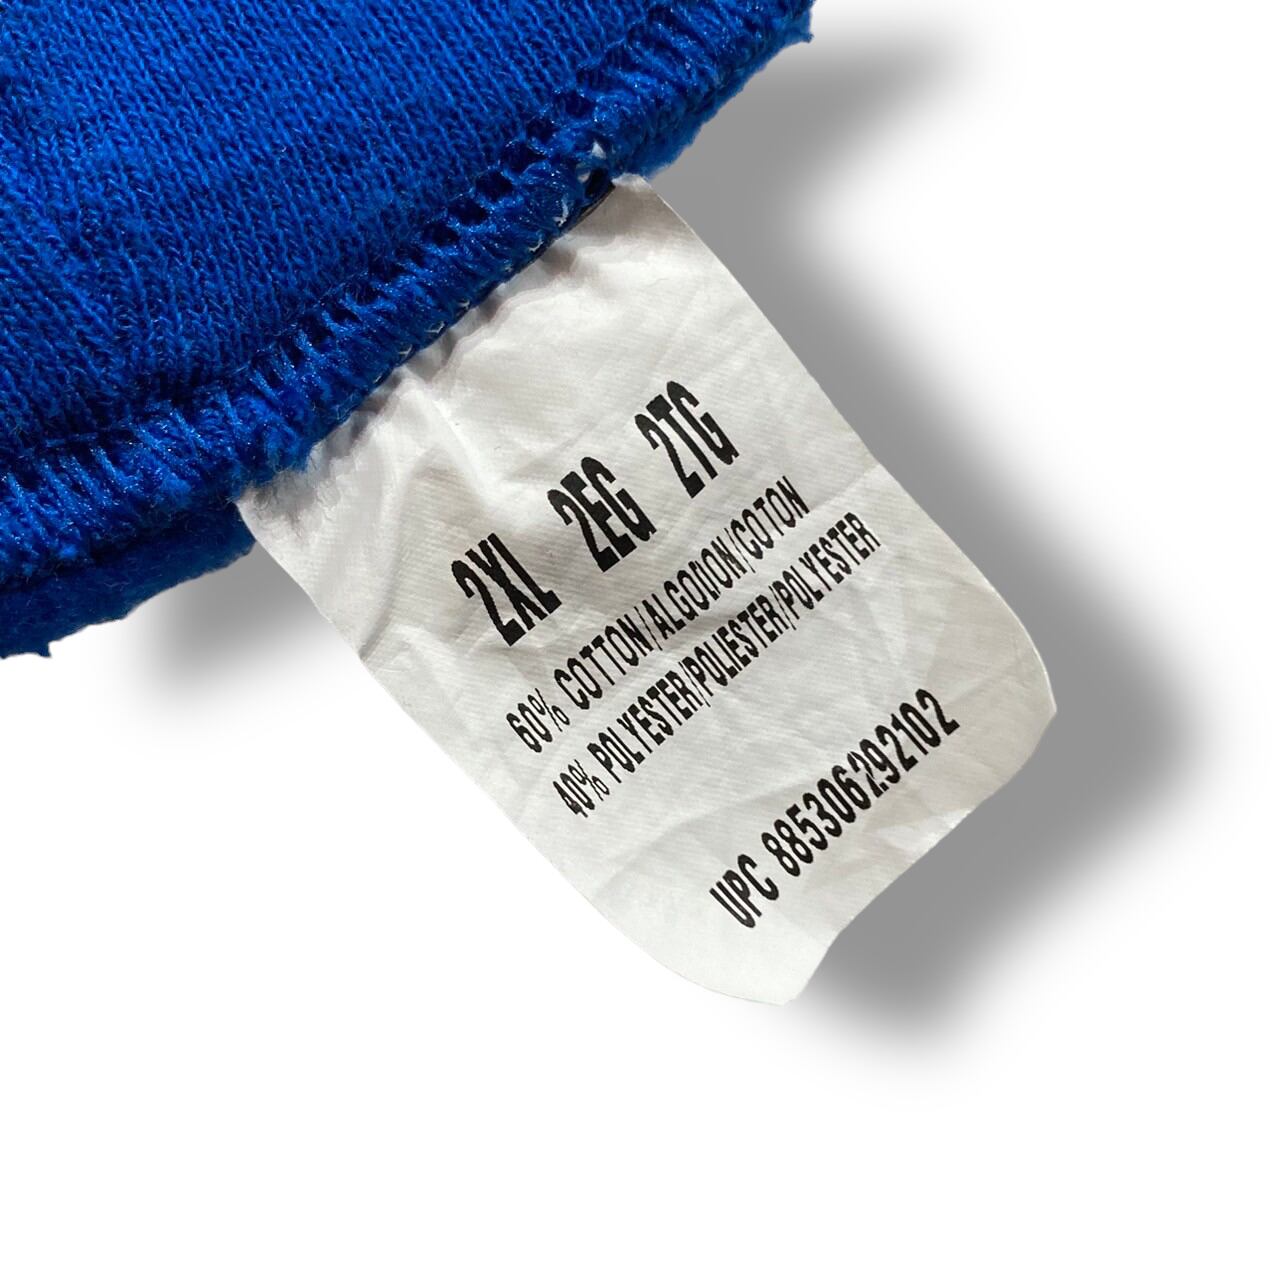 2XL 2EG 2TG
60% COTTON/ALGODON/COTON
40% POLYESTER/POLIESTER/POLYESTER
UPC 885306292102